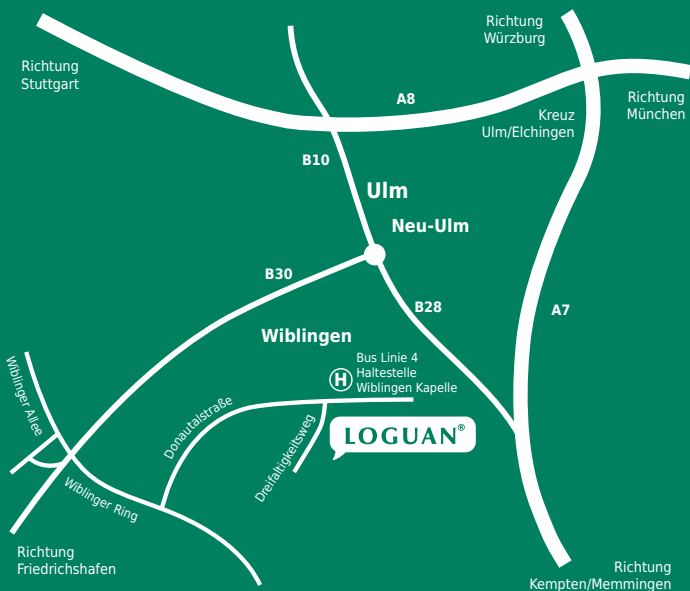 Richtung
Würzburg
Richtung
Stuttgart
A8
Richtung
München
Kreuz
Ulm/Elchingen
B10
Ulm
Neu-Ulm
B30
B28
A7
Wiblingen
Bus Linie 4
Haltestelle
Wiblingen Kapelle
H
Wiblinger Allee
Donautalstraße
Dreifaltigkeitsweg
LOGUAN®
Wiblinger Ring
Richtung
Friedrichshafen
Richtung
Kempten/Memmingen